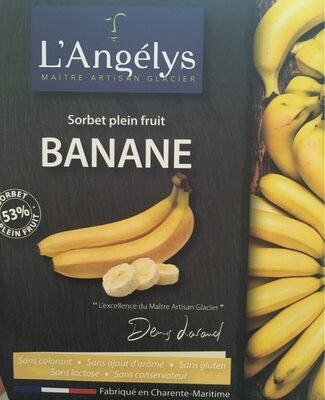 L'Angélys
MAÎTRE ARTISAN GLACIER
Sorbet plein fruit
BANANE
SORBET
53%
PLEIN FRUIT
"L'excellence du Maître Artisan Glacier"
Sans colorant • Sans ajout d'arôme • Sans gluten
Sans lactose • Sans conservateur
Fabriqué en Charente-Maritime